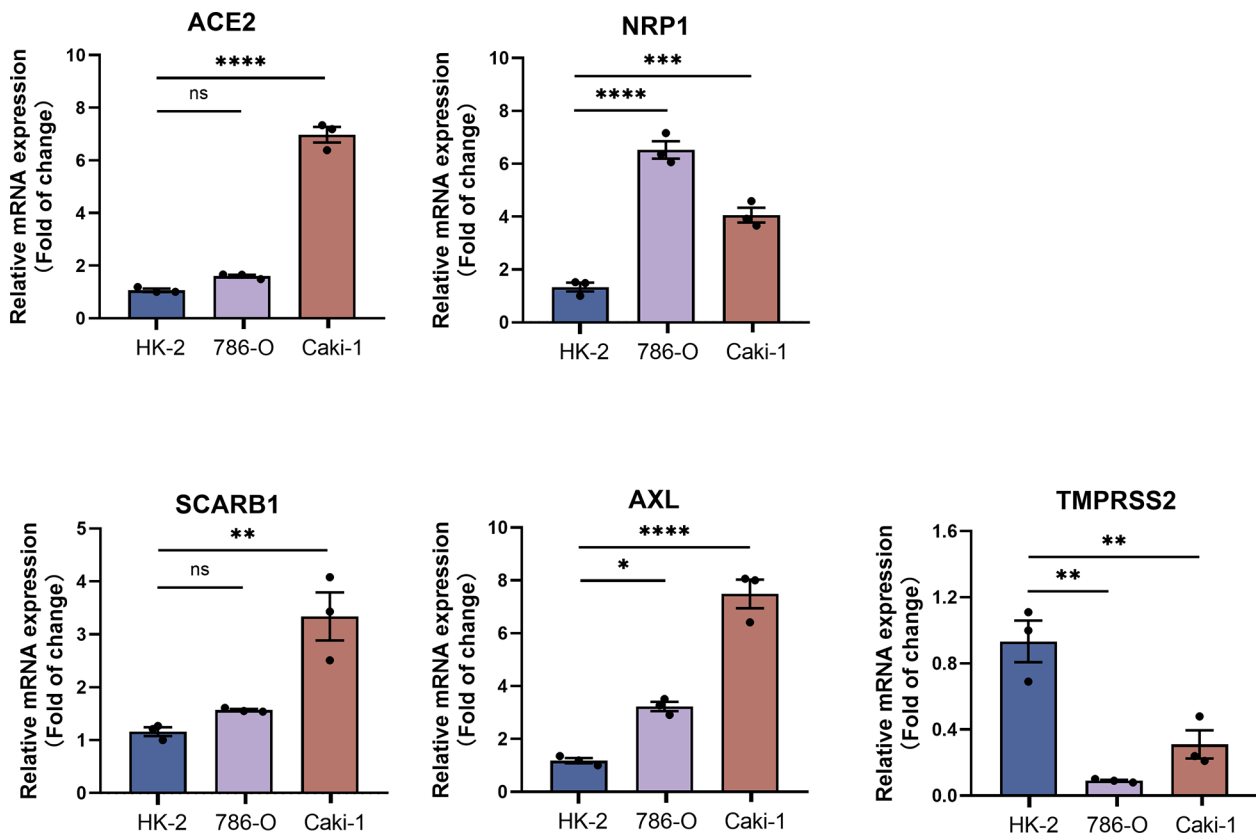 ACE2
Relative mRNA expression
(Fold of change)
10
8
6
4
2
0
****
ns
HK-2 786-O Caki-1
NRP1
Relative mRNA expression
(Fold of change)
10
8
6
4
2
0
***
****
HK-2 786-O Caki-1
SCARB1
Relative mRNA expression
(Fold of change)
5
4
3
2
1
0
**
ns
HK-2 786-O Caki-1
AXL
Relative mRNA expression
(Fold of change)
10
8
6
4
2
0
****
*
HK-2 786-O Caki-1
TMPRSS2
Relative mRNA expression
(Fold of change)
1.6
1.2
0.8
0.4
0.0
**
**
HK-2 786-O Caki-1